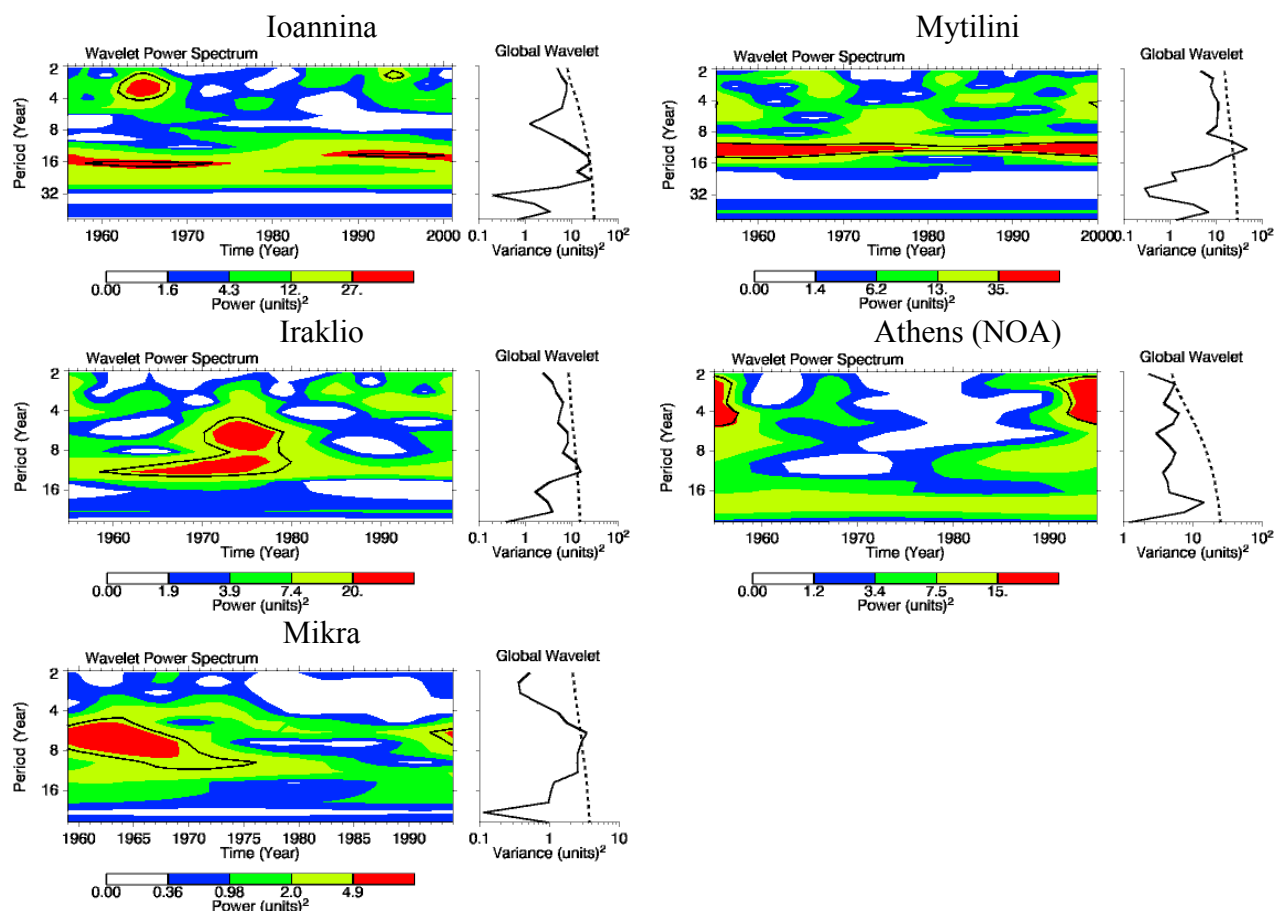 Ioannina
Wavelet Power Spectrum
Global Wavelet
2
4
8
16
32
Period (Year)
1960 1970 1980 1990 2000
Time (Year)
0.1 1 10 10²
Variance (units)²
0.00 1.6 4.3 12. 27.
Power (units)²
Mytilini
Wavelet Power Spectrum
Global Wavelet
2
4
8
16
32
Period (Year)
1960 1970 1980 1990 20000
Time (Year)
0.1 1 10 10²
Variance (units)²
0.00 1.4 6.2 13. 35.
Power (units)²
Iraklio
Wavelet Power Spectrum
Global Wavelet
2
4
8
16
Period (Year)
1960 1970 1980 1990
Time (Year)
0.1 1 10 10²
Variance (units)²
0.00 1.9 3.9 7.4 20.
Power (units)²
Athens (NOA)
Wavelet Power Spectrum
Global Wavelet
2
4
8
16
Period (Year)
1960 1970 1980 1990
Time (Year)
1 10 10²
Variance (units)²
0.00 1.2 3.4 7.5 15.
Power (units)²
Mikra
Wavelet Power Spectrum
Global Wavelet
2
4
8
16
Period (Year)
1960 1965 1970 1975 1980 1985 1990
Time (Year)
0.1 1 10
Variance (units)²
0.00 0.36 0.98 2.0 4.9
Power (units)²